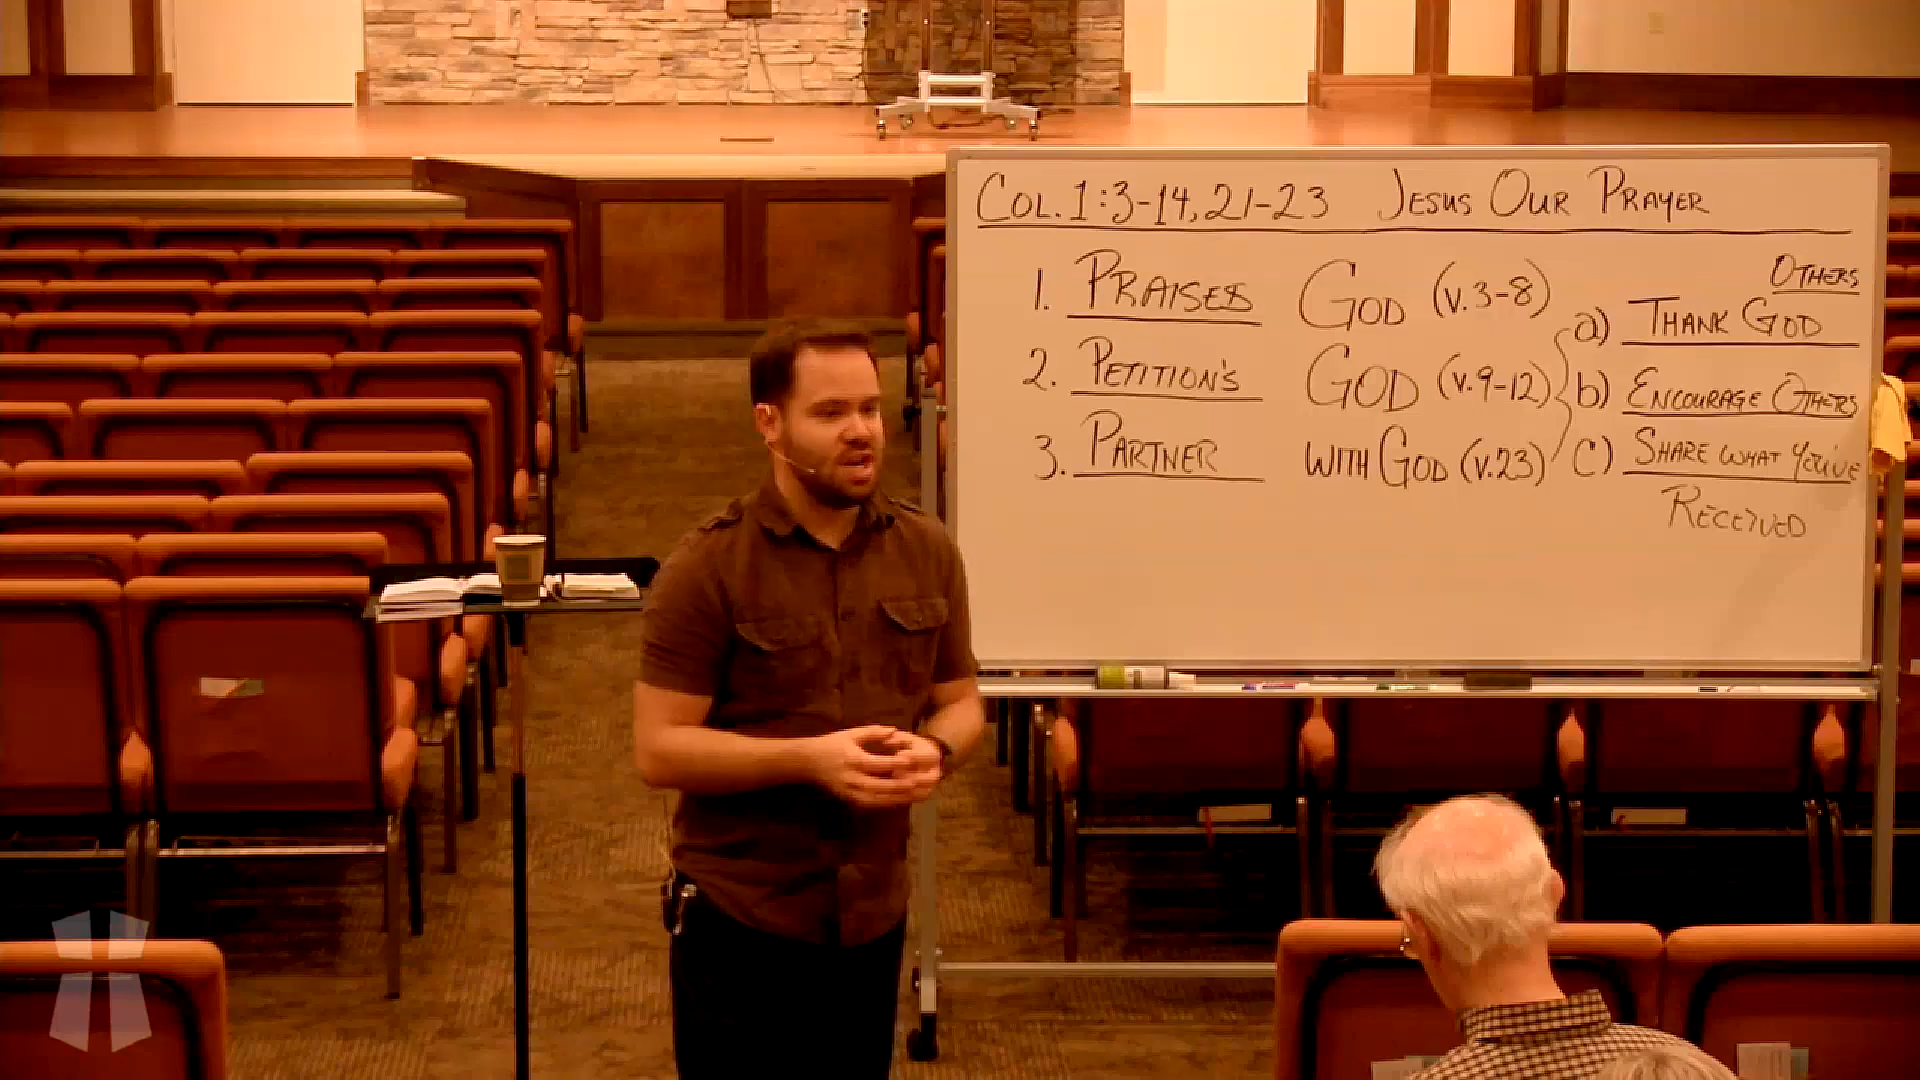 COL. 1:3-14, 21-23 JESUS OUR PRAYER
1. PRAISES GOD (V.3-8)
2. PETITION'S GOD (V.9-12)
3. PARTNER WITH GOD (V.23)
OTHERS
a) THANK GOD
b) ENCOURAGE OTHERS
C) SHARE WHAT YOU'VE
RECEIVED